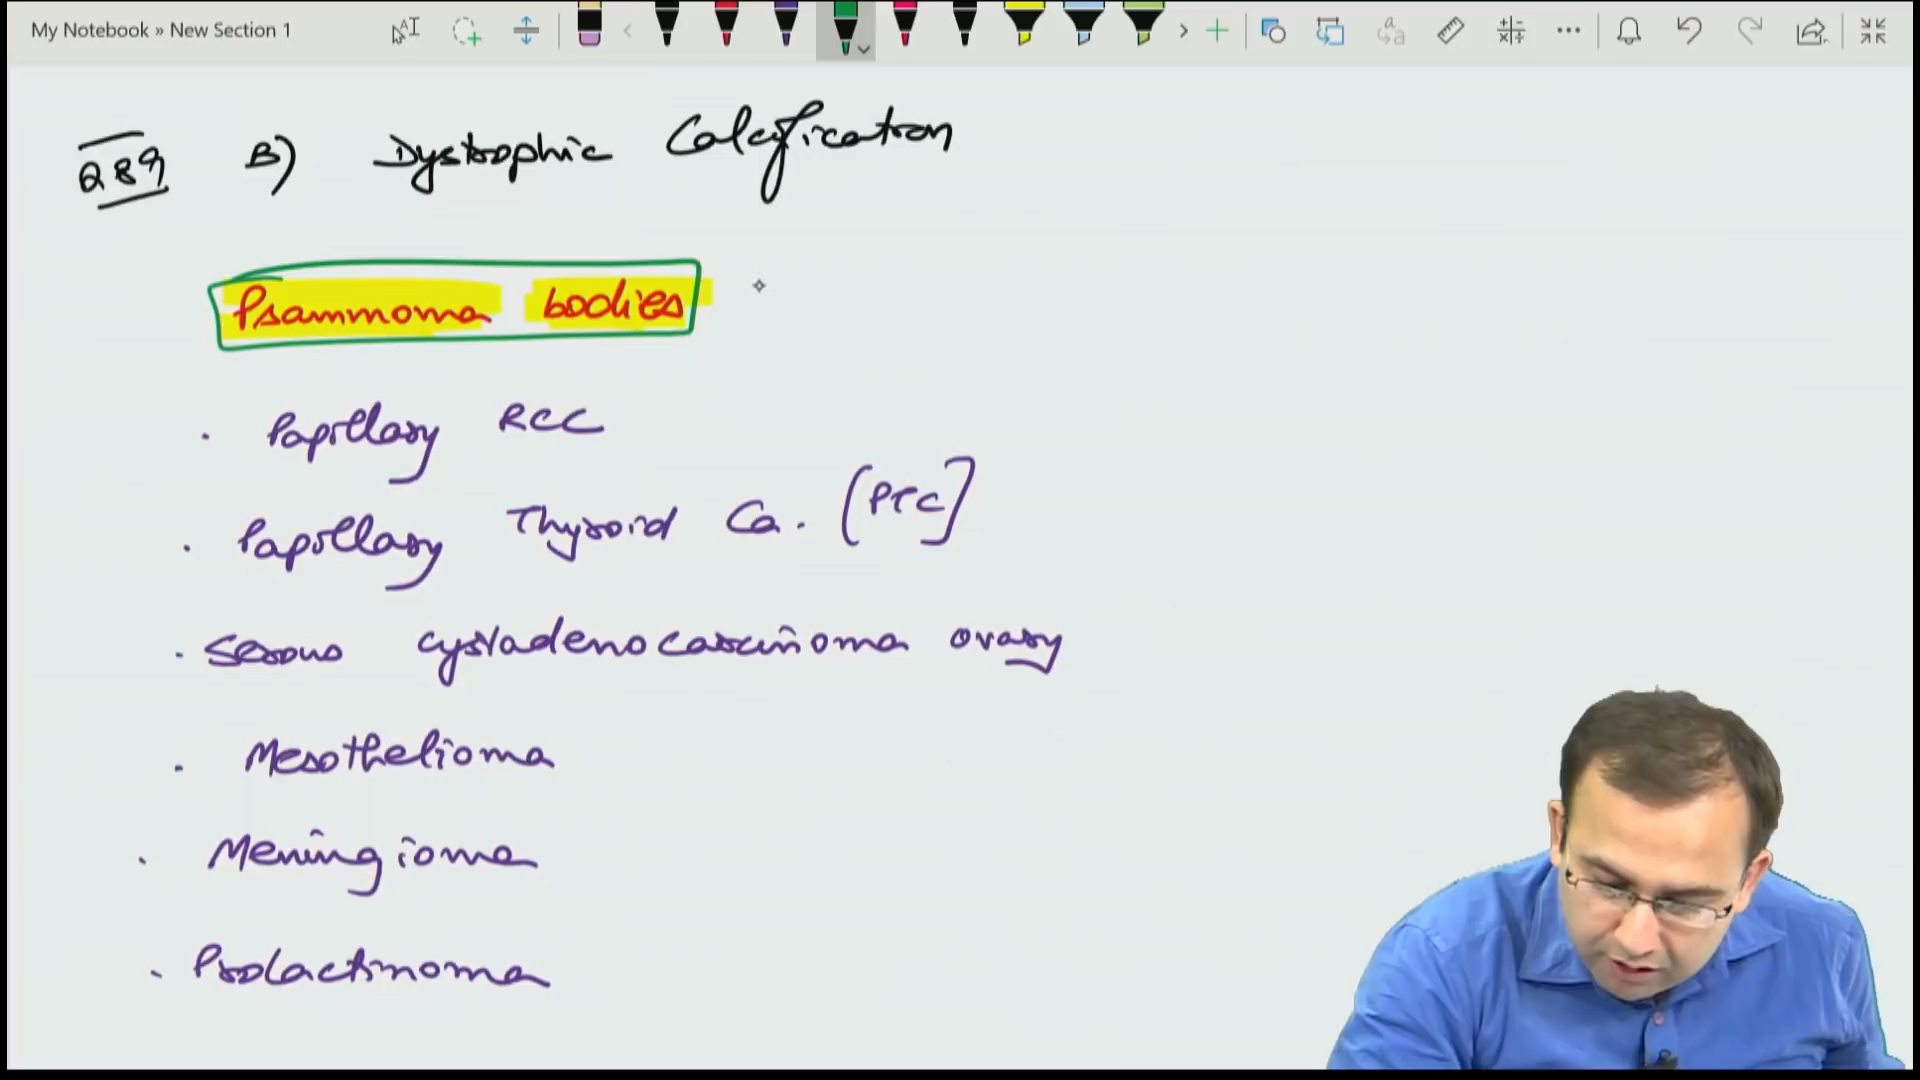 My Notebook » New Section 1
Q89 B) Dystrophic Calcification
Psammoma bodies
. Papillary RCC
. Papillary Thyroid Ca. [PTC]
. Serous cystadenocarcinoma ovary
. Mesothelioma
. Meningioma
. Prolactinoma